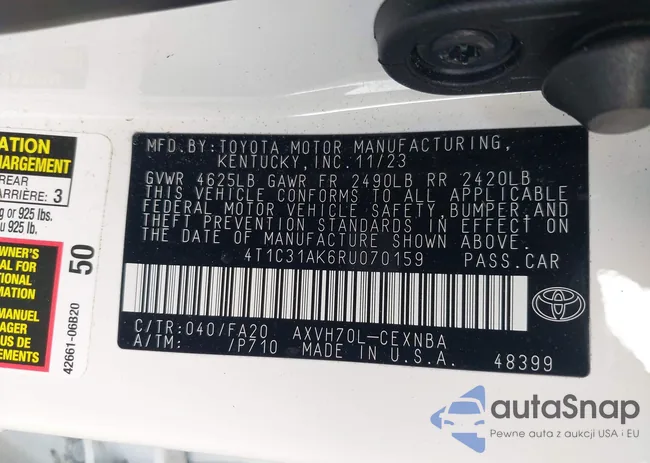 ATION
ARGEMENT
REAR
ARRIÈRE: 3
g or 925 lbs.
u 925 lb.
OWNER'S
AL FOR
TIONAL
MATION
MANUEL
AGER
US DE
EMENTS.
50
42661-06B20
MFD.BY:TOYOTA MOTOR MANUFACTURING,
KENTUCKY,INC.11/23
GVWR 4625LB GAWR FR 2490LB RR 2420LB
THIS VEHICLE CONFORMS TO ALL APPLICABLE
FEDERAL MOTOR VEHICLE SAFETY,BUMPER,AND
THEFT PREVENTION STANDARDS IN EFFECT ON
THE DATE OF MANUFACTURE SHOWN ABOVE.
4T1C31AK6RU070159 PASS.CAR
C/TR:040/FA20 AXVH70L-CEXNBA
A/TM: /P710 MADE IN U.S.A. 48399
TOYOTA
autaSnap
Pewne auta z aukcji USA i EU